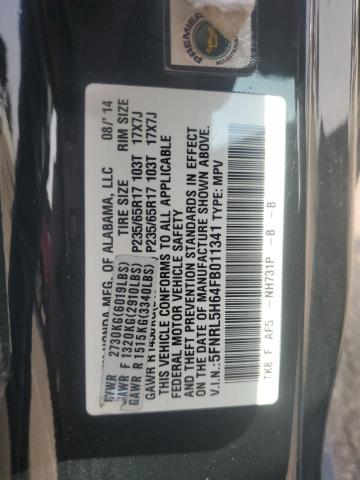 PREMIER
HONDA MFG. OF ALABAMA, LLC 08/'14
GVWR 2730KG(6019LBS) TIRE SIZE RIM SIZE
GAWR F 1320KG(2910LBS) P235/65R17 103T 17X7J
GAWR R 1515KG(3340LBS) P235/65R17 103T 17X7J
THIS VEHICLE CONFORMS TO ALL APPLICABLE
FEDERAL MOTOR VEHICLE SAFETY
AND THEFT PREVENTION STANDARDS IN EFFECT
ON THE DATE OF MANUFACTURE SHOWN ABOVE.
V.I.N.: 5FNRL5H64FB011341 TYPE: MPV
TK8 F AF5 -NH731P -B -B